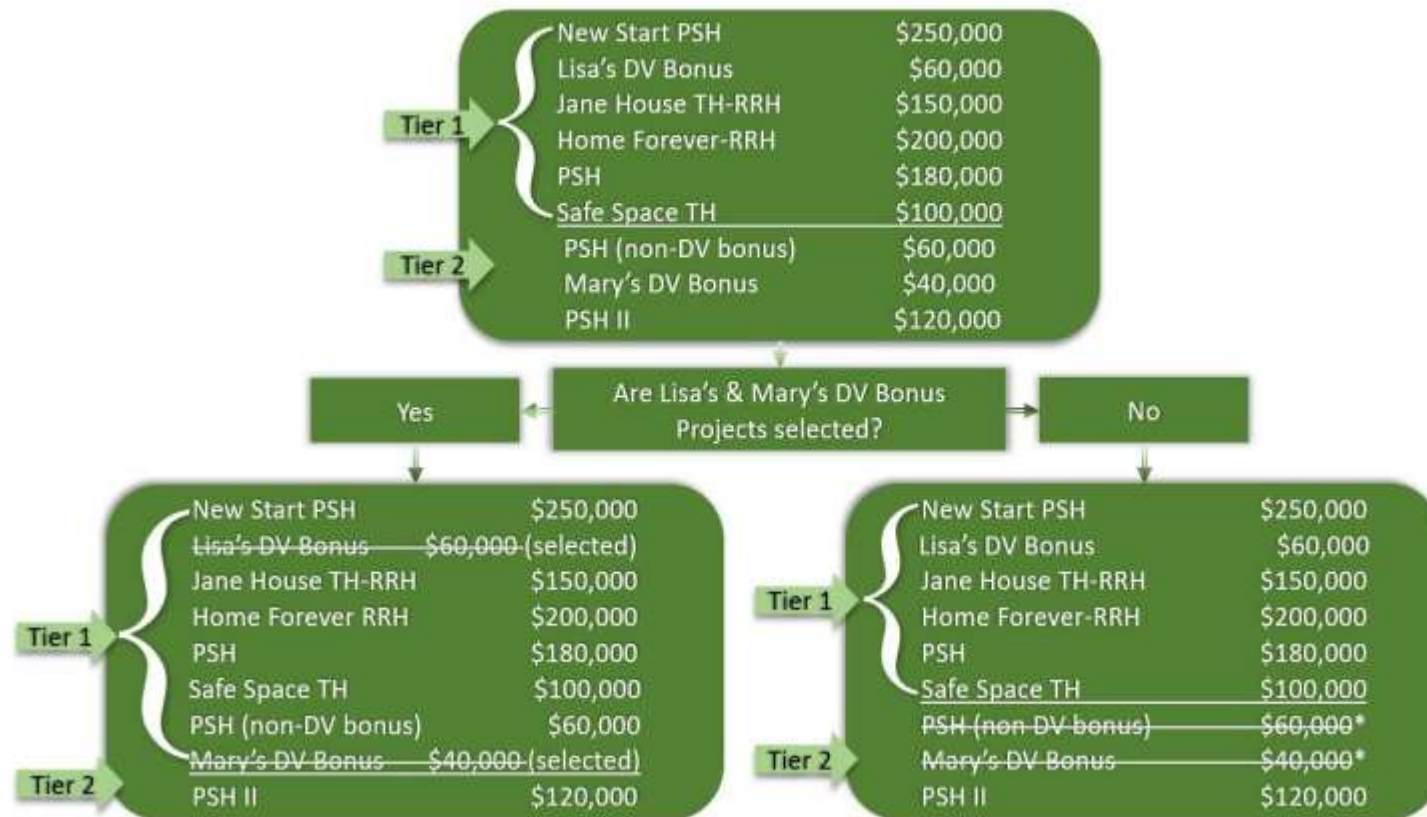 New Start PSH $250,000
Lisa's DV Bonus $60,000
Jane House TH-RRH $150,000
Tier 1
Home Forever-RRH $200,000
PSH $180,000
Safe Space TH $100,000
PSH (non-DV bonus) $60,000
Tier 2
Mary's DV Bonus $40,000
PSH II $120,000
Are Lisa's & Mary's DV Bonus
Projects selected?
Yes
No
New Start PSH $250,000
Lisa's DV Bonus $60,000 (selected)
Jane House TH-RRH $150,000
Home Forever RRH $200,000
Tier 1
PSH $180,000
Safe Space TH $100,000
PSH (non-DV bonus) $60,000
Mary's DV Bonus $40,000 (selected)
Tier 2
PSH II $120,000
New Start PSH $250,000
Lisa's DV Bonus $60,000
Jane House TH-RRH $150,000
Tier 1
Home Forever-RRH $200,000
PSH $180,000
Safe Space TH $100,000
PSH (non DV bonus) $60,000*
Tier 2
Mary's DV Bonus $40,000*
PSH II $120,000